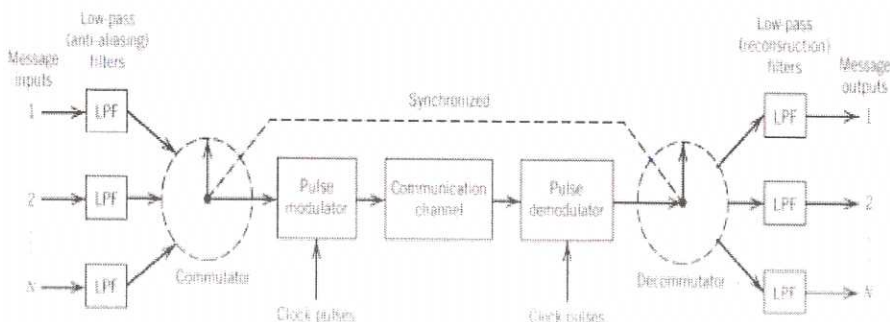 Low-pass
(anti-aliasing)
filters
Message
inputs
Low-pass
(reconsruction)
filters
Message
outputs
Synchronized
1
LPF
LPF
1
2
LPF
Pulse
modulator
Communication
channel
Pulse
demodulator
LPF
2
N
LPF
Commutator
Decommutator
LPF
N
Clock pulses
Clock pulses